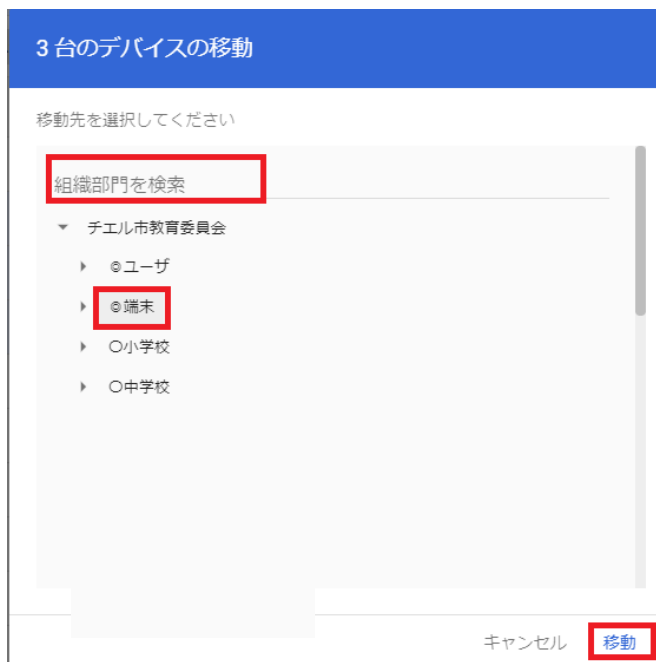 3 台のデバイスの移動
移動先を選択してください
組織部門を検索
チエル市教育委員会
◎ユーザ
◎端末
〇小学校
〇中学校
キャンセル 移動